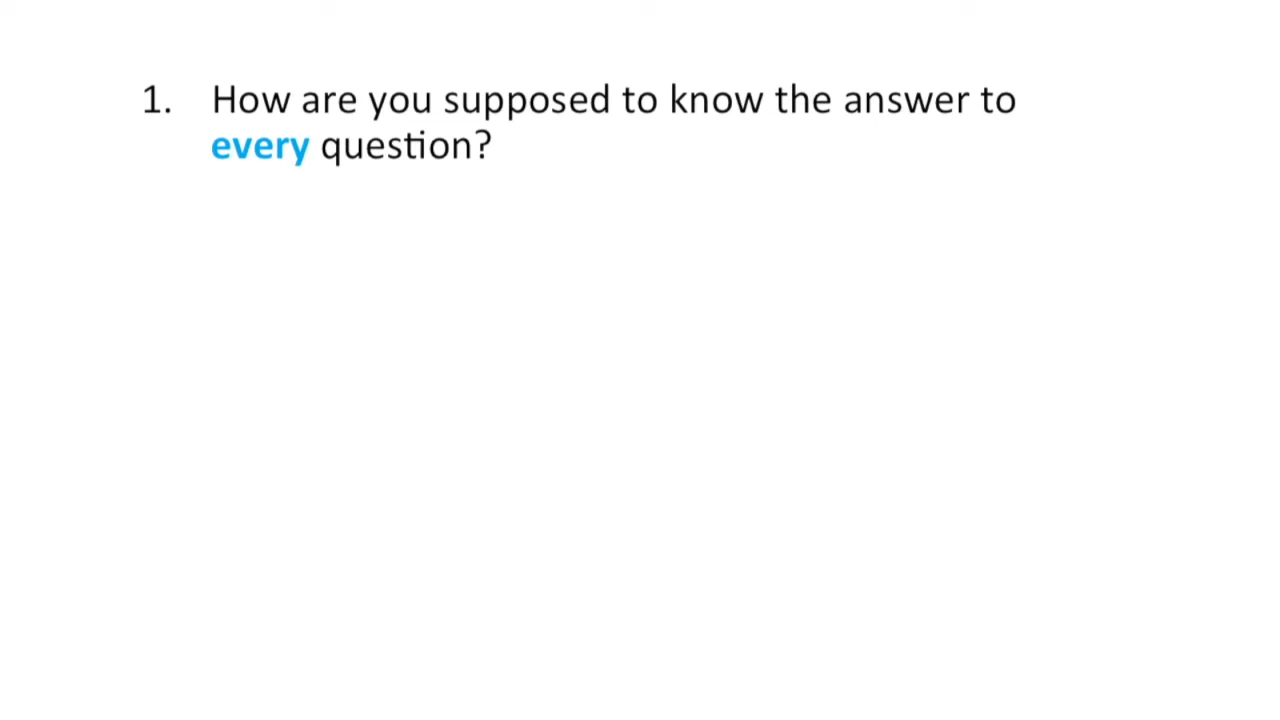 1. How are you supposed to know the answer to
every question?